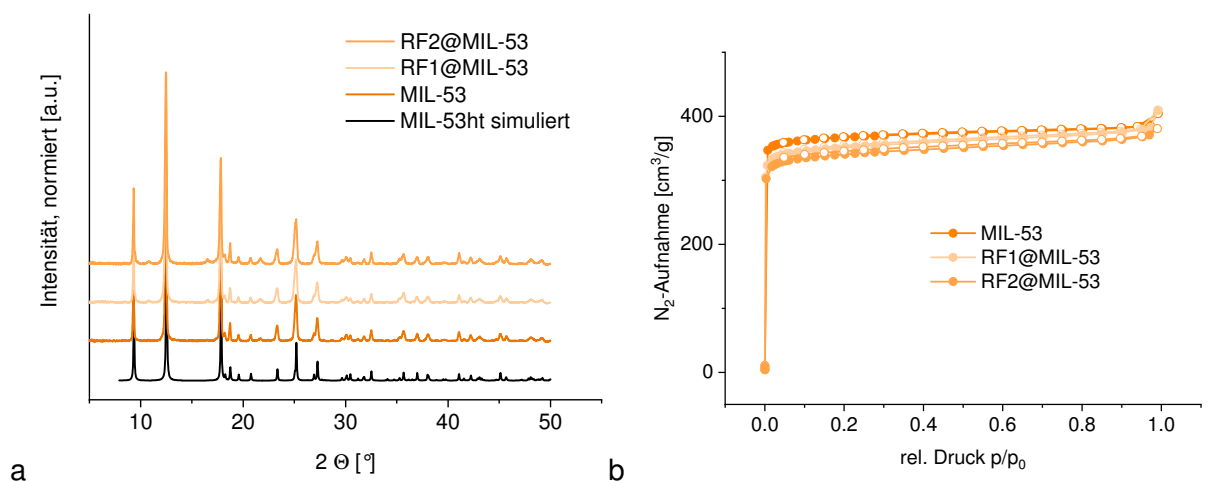 Intensität, normiert [a.u.]
RF2@MIL-53
RF1@MIL-53
MIL-53
MIL-53ht simuliert
10
20
30
40
50
2 Θ [°]
a
N₂-Aufnahme [cm³/g]
400
200
0
MIL-53
RF1@MIL-53
RF2@MIL-53
0.0
0.2
0.4
0.6
0.8
1.0
rel. Druck p/p₀
b